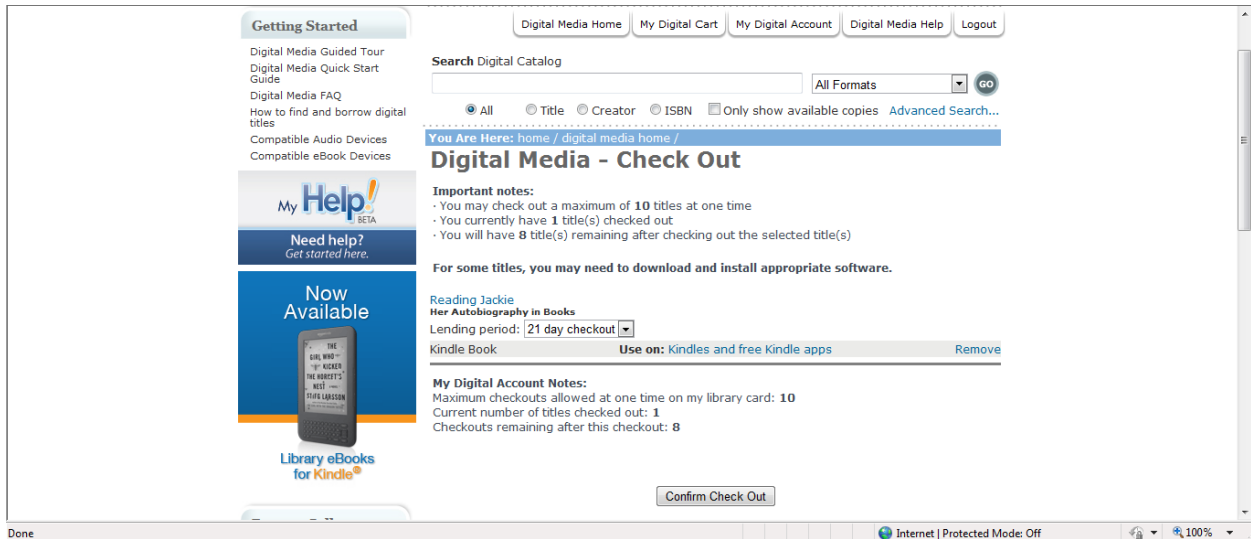 Getting Started
Digital Media Guided Tour
Digital Media Quick Start
Guide
Digital Media FAQ
How to find and borrow digital
titles
Compatible Audio Devices
Compatible eBook Devices
My Help!
BETA
Need help?
Get started here.
Now
Available
THE
GIRL WHO
KICKED
THE HORNET'S
NEST
STIEG LARSSON
Library eBooks
for Kindle®
Digital Media Home
My Digital Cart
My Digital Account
Digital Media Help
Logout
Search Digital Catalog
All Formats
GO
All Title Creator ISBN Only show available copies Advanced Search...
You Are Here: home / digital media home /
Digital Media - Check Out
Important notes:
· You may check out a maximum of 10 titles at one time
· You currently have 1 title(s) checked out
· You will have 8 title(s) remaining after checking out the selected title(s)
For some titles, you may need to download and install appropriate software.
Reading Jackie
Her Autobiography in Books
Lending period: 21 day checkout
Kindle Book Use on: Kindles and free Kindle apps Remove
My Digital Account Notes:
Maximum checkouts allowed at one time on my library card: 10
Current number of titles checked out: 1
Checkouts remaining after this checkout: 8
Confirm Check Out
Done Internet | Protected Mode: Off 100%